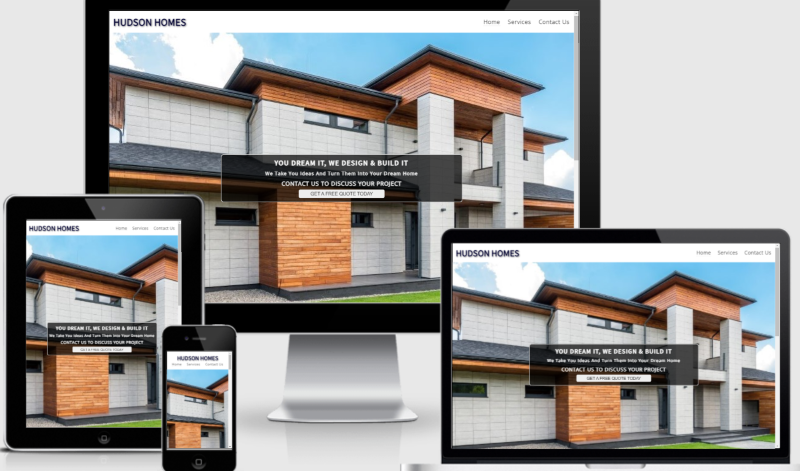 HUDSON HOMES
Home Services Contact Us
YOU DREAM IT, WE DESIGN & BUILD IT
We Take You Ideas And Turn Them Into Your Dream Home
CONTACT US TO DISCUSS YOUR PROJECT
GET A FREE QUOTE TODAY
HUDSON HOMES
Home Services Contact Us
YOU DREAM IT, WE DESIGN & BUILD IT
We Take You Ideas And Turn Them Into Your Dream Home
CONTACT US TO DISCUSS YOUR PROJECT
GET A FREE QUOTE TODAY
HUDSON HOMES
Home Services Contact Us
HUDSON HOMES
Home Services Contact Us
YOU DREAM IT, WE DESIGN & BUILD IT
We Take You Ideas And Turn Them Into Your Dream Home
CONTACT US TO DISCUSS YOUR PROJECT
GET A FREE QUOTE TODAY